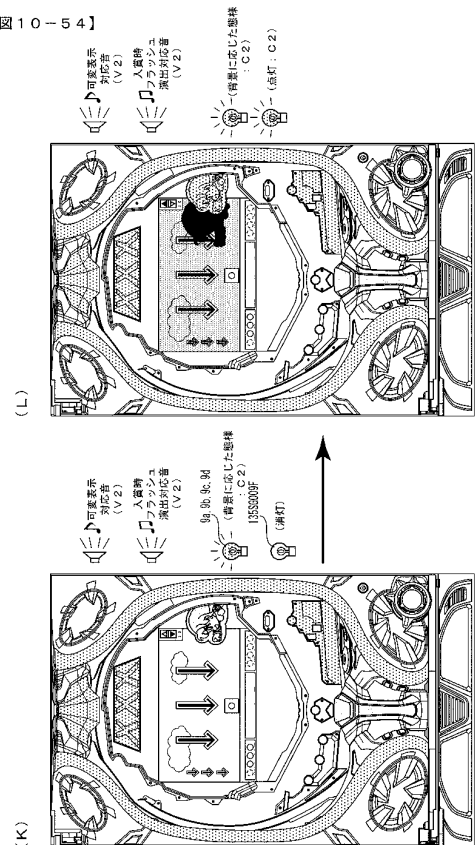 【図10-54】
(K)
♪可変表示
対応音
(V2)
入賞時
フラッシュ
演出対応音
(V2)
9a,9b,9c,9d
(背景に応じた態様
:C2)
135SG009F
(消灯)
(L)
♪可変表示
対応音
(V2)
入賞時
フラッシュ
演出対応音
(V2)
(背景に応じた態様
:C2)
(点灯:C2)